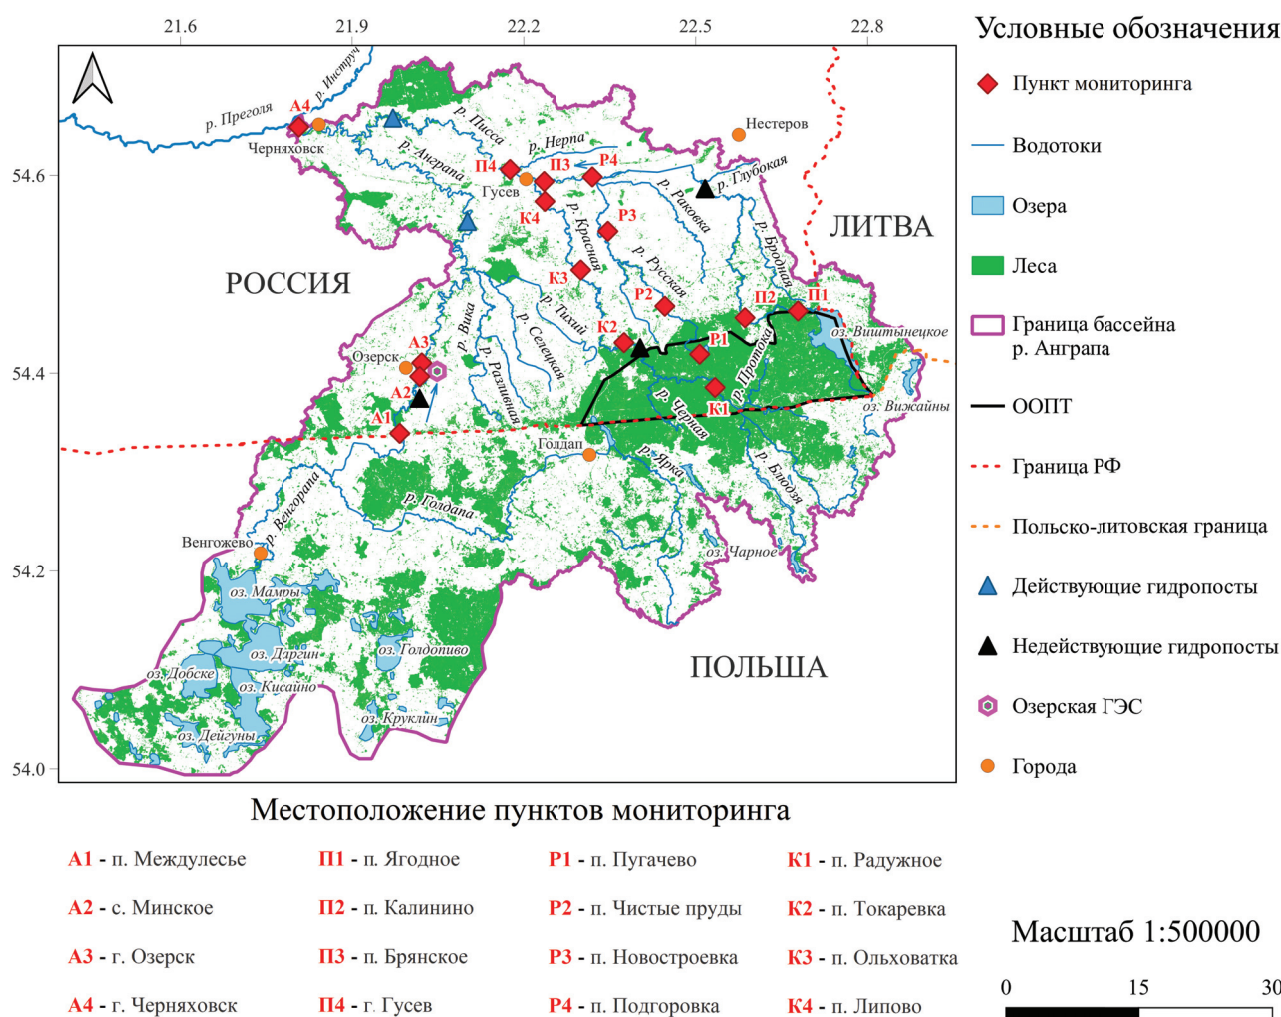 21.6 21.9 22.2 22.5 22.8
54.6
54.4
54.2
54.0
р. Преголя
р. Инструч
А4
Черняховск
р. Писса
р. Анграпа
р. Нерпа
П4
П3
Р4
Гусев
К4
Нестеров
р. Глубокая
р. Раковка
Р3
р. Красная
р. Бродная
ЛИТВА
РОССИЯ
К3
р. Русская
Р2
П2
П1
р. Тихий
р. Вика
р. Селецкая
К2
оз. Виштынецкое
А3
Озерск
Р1
р. Протока
р. Разливная
А2
К1
р. Черная
оз. Вижайны
А1
Голдап
р. Ярка
р. Блюдзя
р. Голдапа
р. Венгорапа
Венгожево
оз. Чарное
оз. Мамры
оз. Даргин
оз. Голдопиво
оз. Добске
оз. Кисайно
ПОЛЬША
оз. Круклин
оз. Дейгуны
Условные обозначения
Пункт мониторинга
Водотоки
Озера
Леса
Граница бассейна
р. Анграпа
ООПТ
Граница РФ
Польско-литовская граница
Действующие гидропосты
Недействующие гидропосты
Озерская ГЭС
Города
Местоположение пунктов мониторинга
А1 - п. Междулесье П1 - п. Ягодное Р1 - п. Пугачево К1 - п. Радужное
А2 - с. Минское П2 - п. Калинино Р2 - п. Чистые пруды К2 - п. Токаревка
А3 - г. Озерск П3 - п. Брянское Р3 - п. Новостроевка К3 - п. Ольховатка
А4 - г. Черняховск П4 - г. Гусев Р4 - п. Подгоровка К4 - п. Липово
Масштаб 1:500000
0 15 30